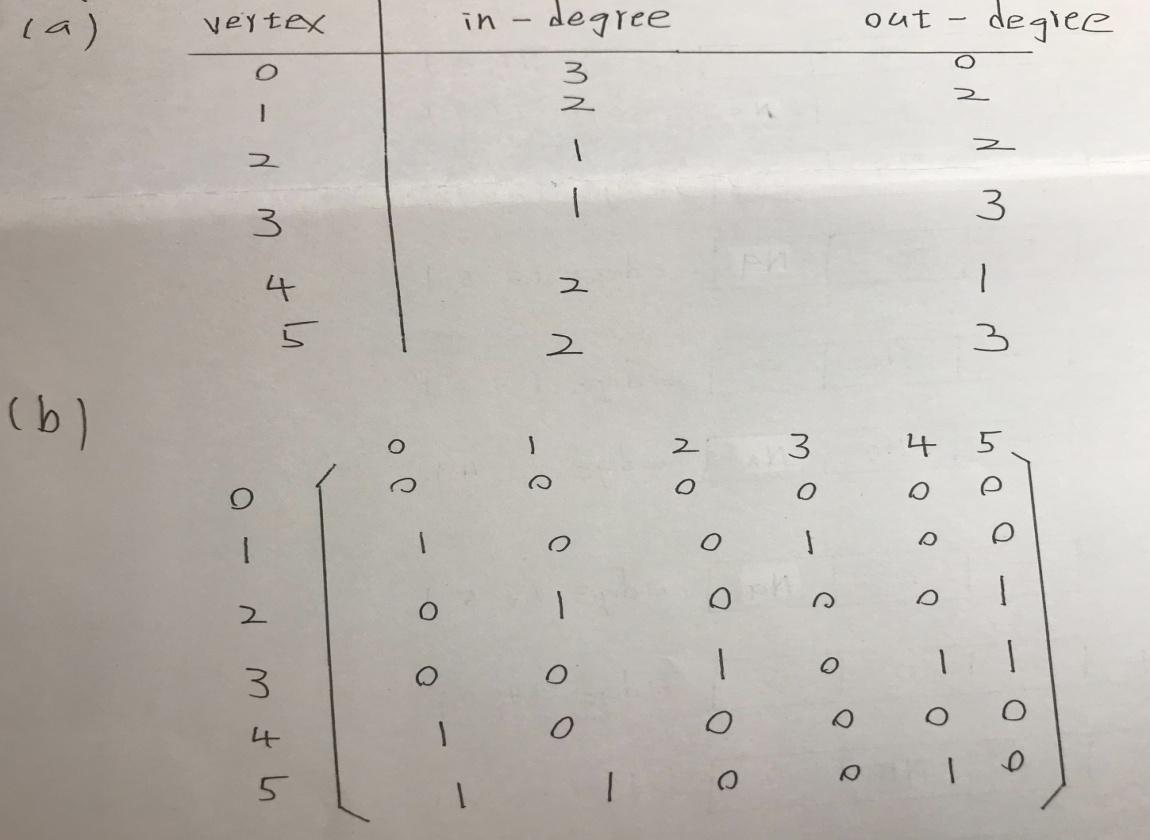 (a) vertex in-degree out-degree
0 3 0
1 2 2
2 1 2
3 1 3
4 2 1
5 2 3
(b)
0 1 2 3 4 5
0 0 0 0 0 0 0
1 1 0 0 1 0 0
2 0 1 0 0 0 1
3 0 0 1 0 1 1
4 1 0 0 0 0 0
5 1 1 0 0 1 0